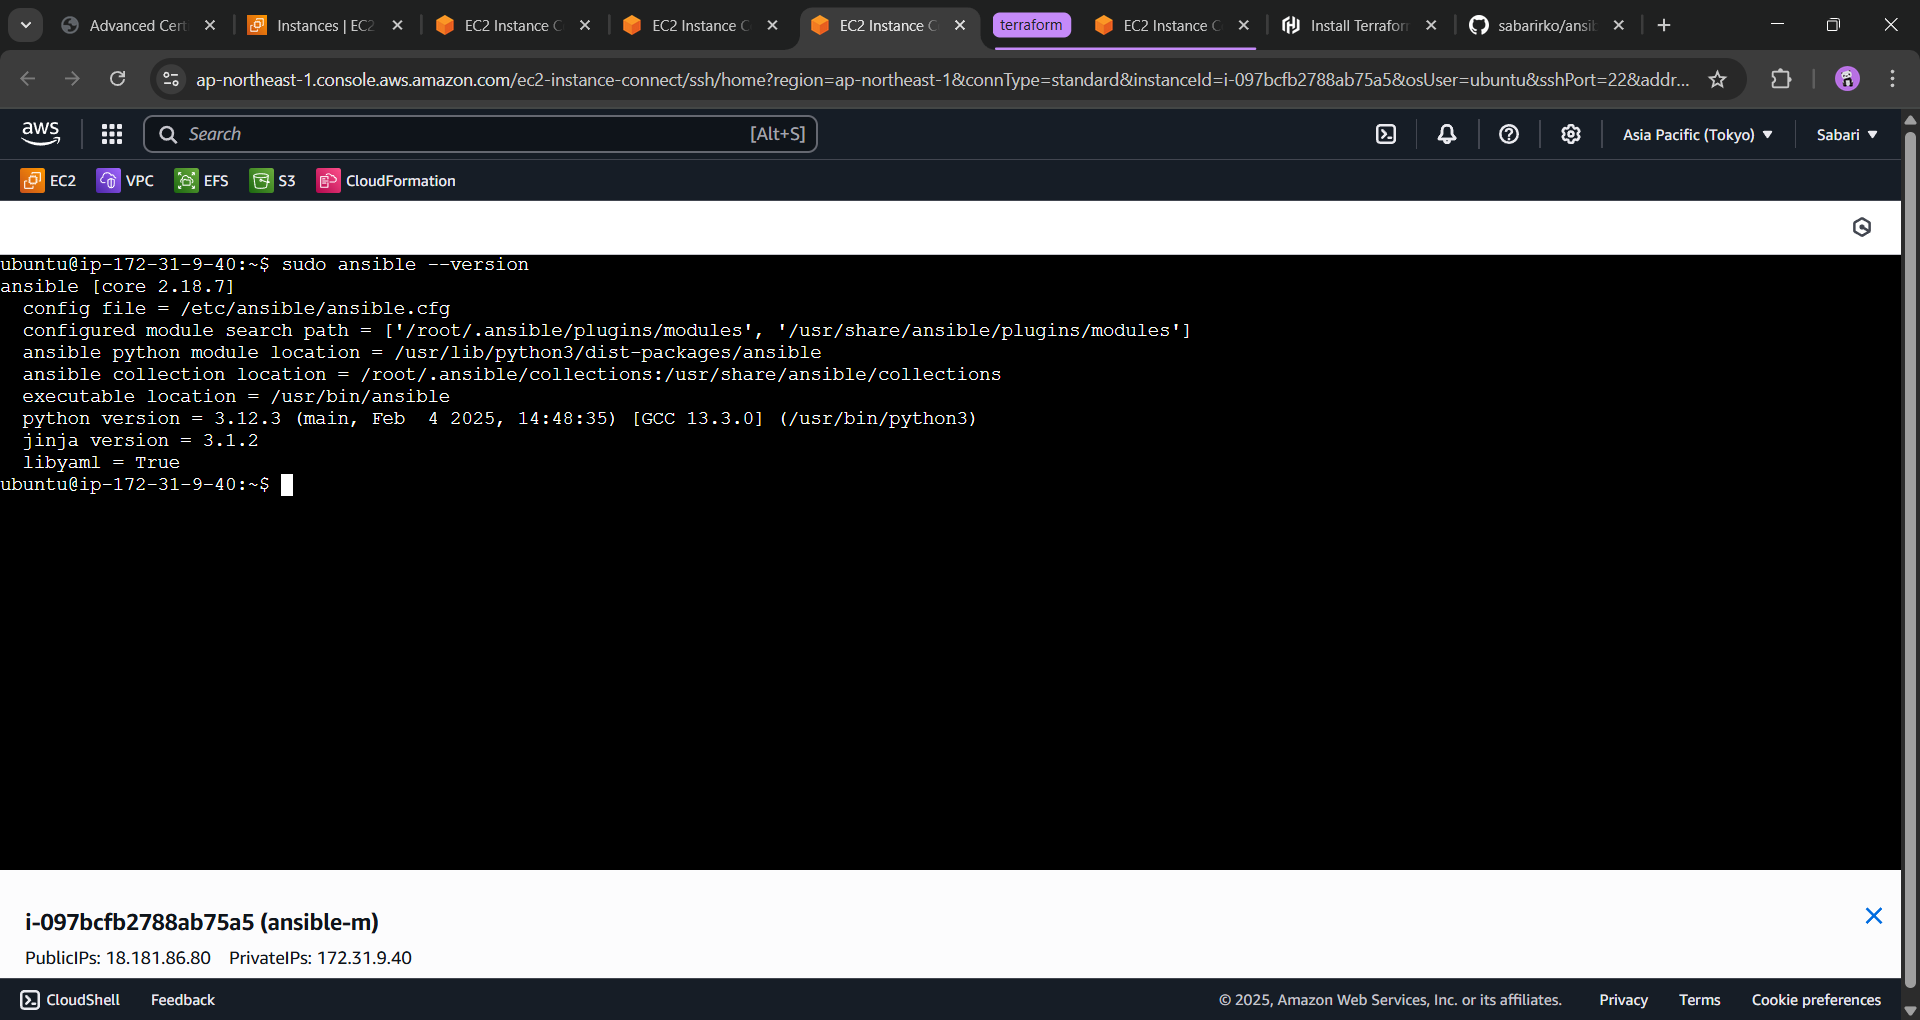 Advanced Cert
Instances | EC2
EC2 Instance C
EC2 Instance C
EC2 Instance C
terraform
EC2 Instance C
Install Terraform
sabarirko/ansib
ap-northeast-1.console.aws.amazon.com/ec2-instance-connect/ssh/home?region=ap-northeast-1&connType=standard&instanceId=i-097bcfb2788ab75a5&osUser=ubuntu&sshPort=22&addr...
aws
Search
[Alt+S]
Asia Pacific (Tokyo)
Sabari
EC2
VPC
EFS
S3
CloudFormation
ubuntu@ip-172-31-9-40:~$ sudo ansible --version
ansible [core 2.18.7]
  config file = /etc/ansible/ansible.cfg
  configured module search path = ['/root/.ansible/plugins/modules', '/usr/share/ansible/plugins/modules']
  ansible python module location = /usr/lib/python3/dist-packages/ansible
  ansible collection location = /root/.ansible/collections:/usr/share/ansible/collections
  executable location = /usr/bin/ansible
  python version = 3.12.3 (main, Feb  4 2025, 14:48:35) [GCC 13.3.0] (/usr/bin/python3)
  jinja version = 3.1.2
  libyaml = True
ubuntu@ip-172-31-9-40:~$
i-097bcfb2788ab75a5 (ansible-m)
PublicIPs: 18.181.86.80 PrivateIPs: 172.31.9.40
CloudShell
Feedback
© 2025, Amazon Web Services, Inc. or its affiliates.
Privacy
Terms
Cookie preferences